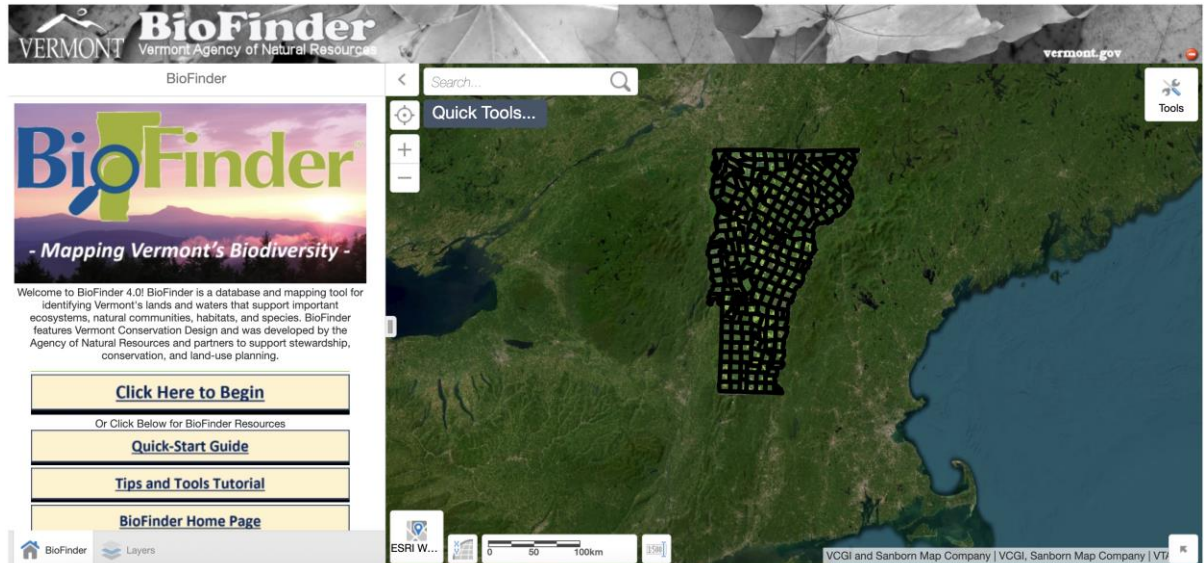 VERMONT
BioFinder
Vermont Agency of Natural Resources
vermont.gov
BioFinder
Search...
Quick Tools...
Tools
BioFinder
- Mapping Vermont's Biodiversity -
Welcome to BioFinder 4.0! BioFinder is a database and mapping tool for
identifying Vermont's lands and waters that support important
ecosystems, natural communities, habitats, and species. BioFinder
features Vermont Conservation Design and was developed by the
Agency of Natural Resources and partners to support stewardship,
conservation, and land-use planning.
Click Here to Begin
Or Click Below for BioFinder Resources
Quick-Start Guide
Tips and Tools Tutorial
BioFinder Home Page
BioFinder
Layers
ESRI W...
0 50 100km
VCGI and Sanborn Map Company | VCGI, Sanborn Map Company | VT